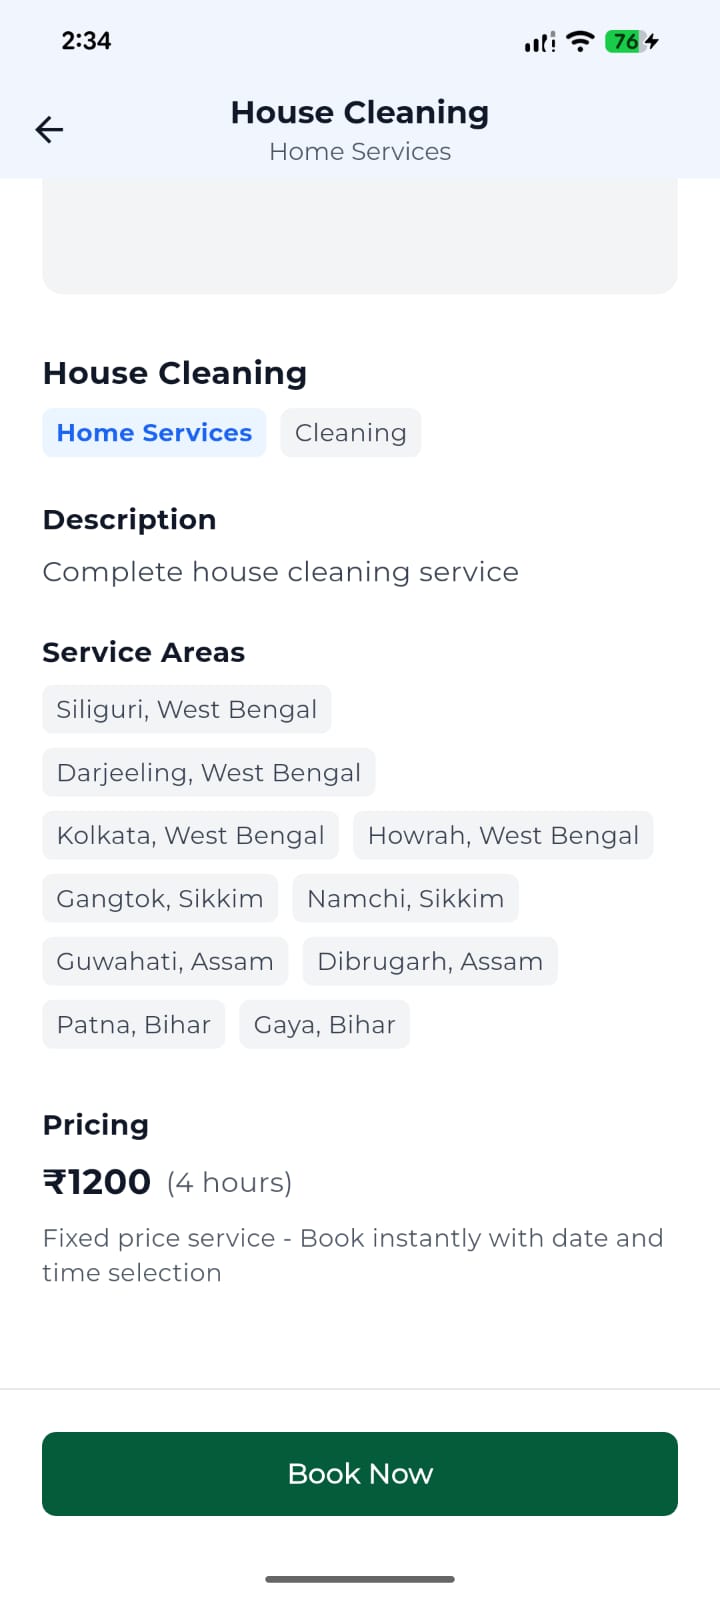 2:34
76
House Cleaning
Home Services
House Cleaning
Home Services Cleaning
Description
Complete house cleaning service
Service Areas
Siliguri, West Bengal
Darjeeling, West Bengal
Kolkata, West Bengal Howrah, West Bengal
Gangtok, Sikkim Namchi, Sikkim
Guwahati, Assam Dibrugarh, Assam
Patna, Bihar Gaya, Bihar
Pricing
₹1200 (4 hours)
Fixed price service - Book instantly with date and
time selection
Book Now